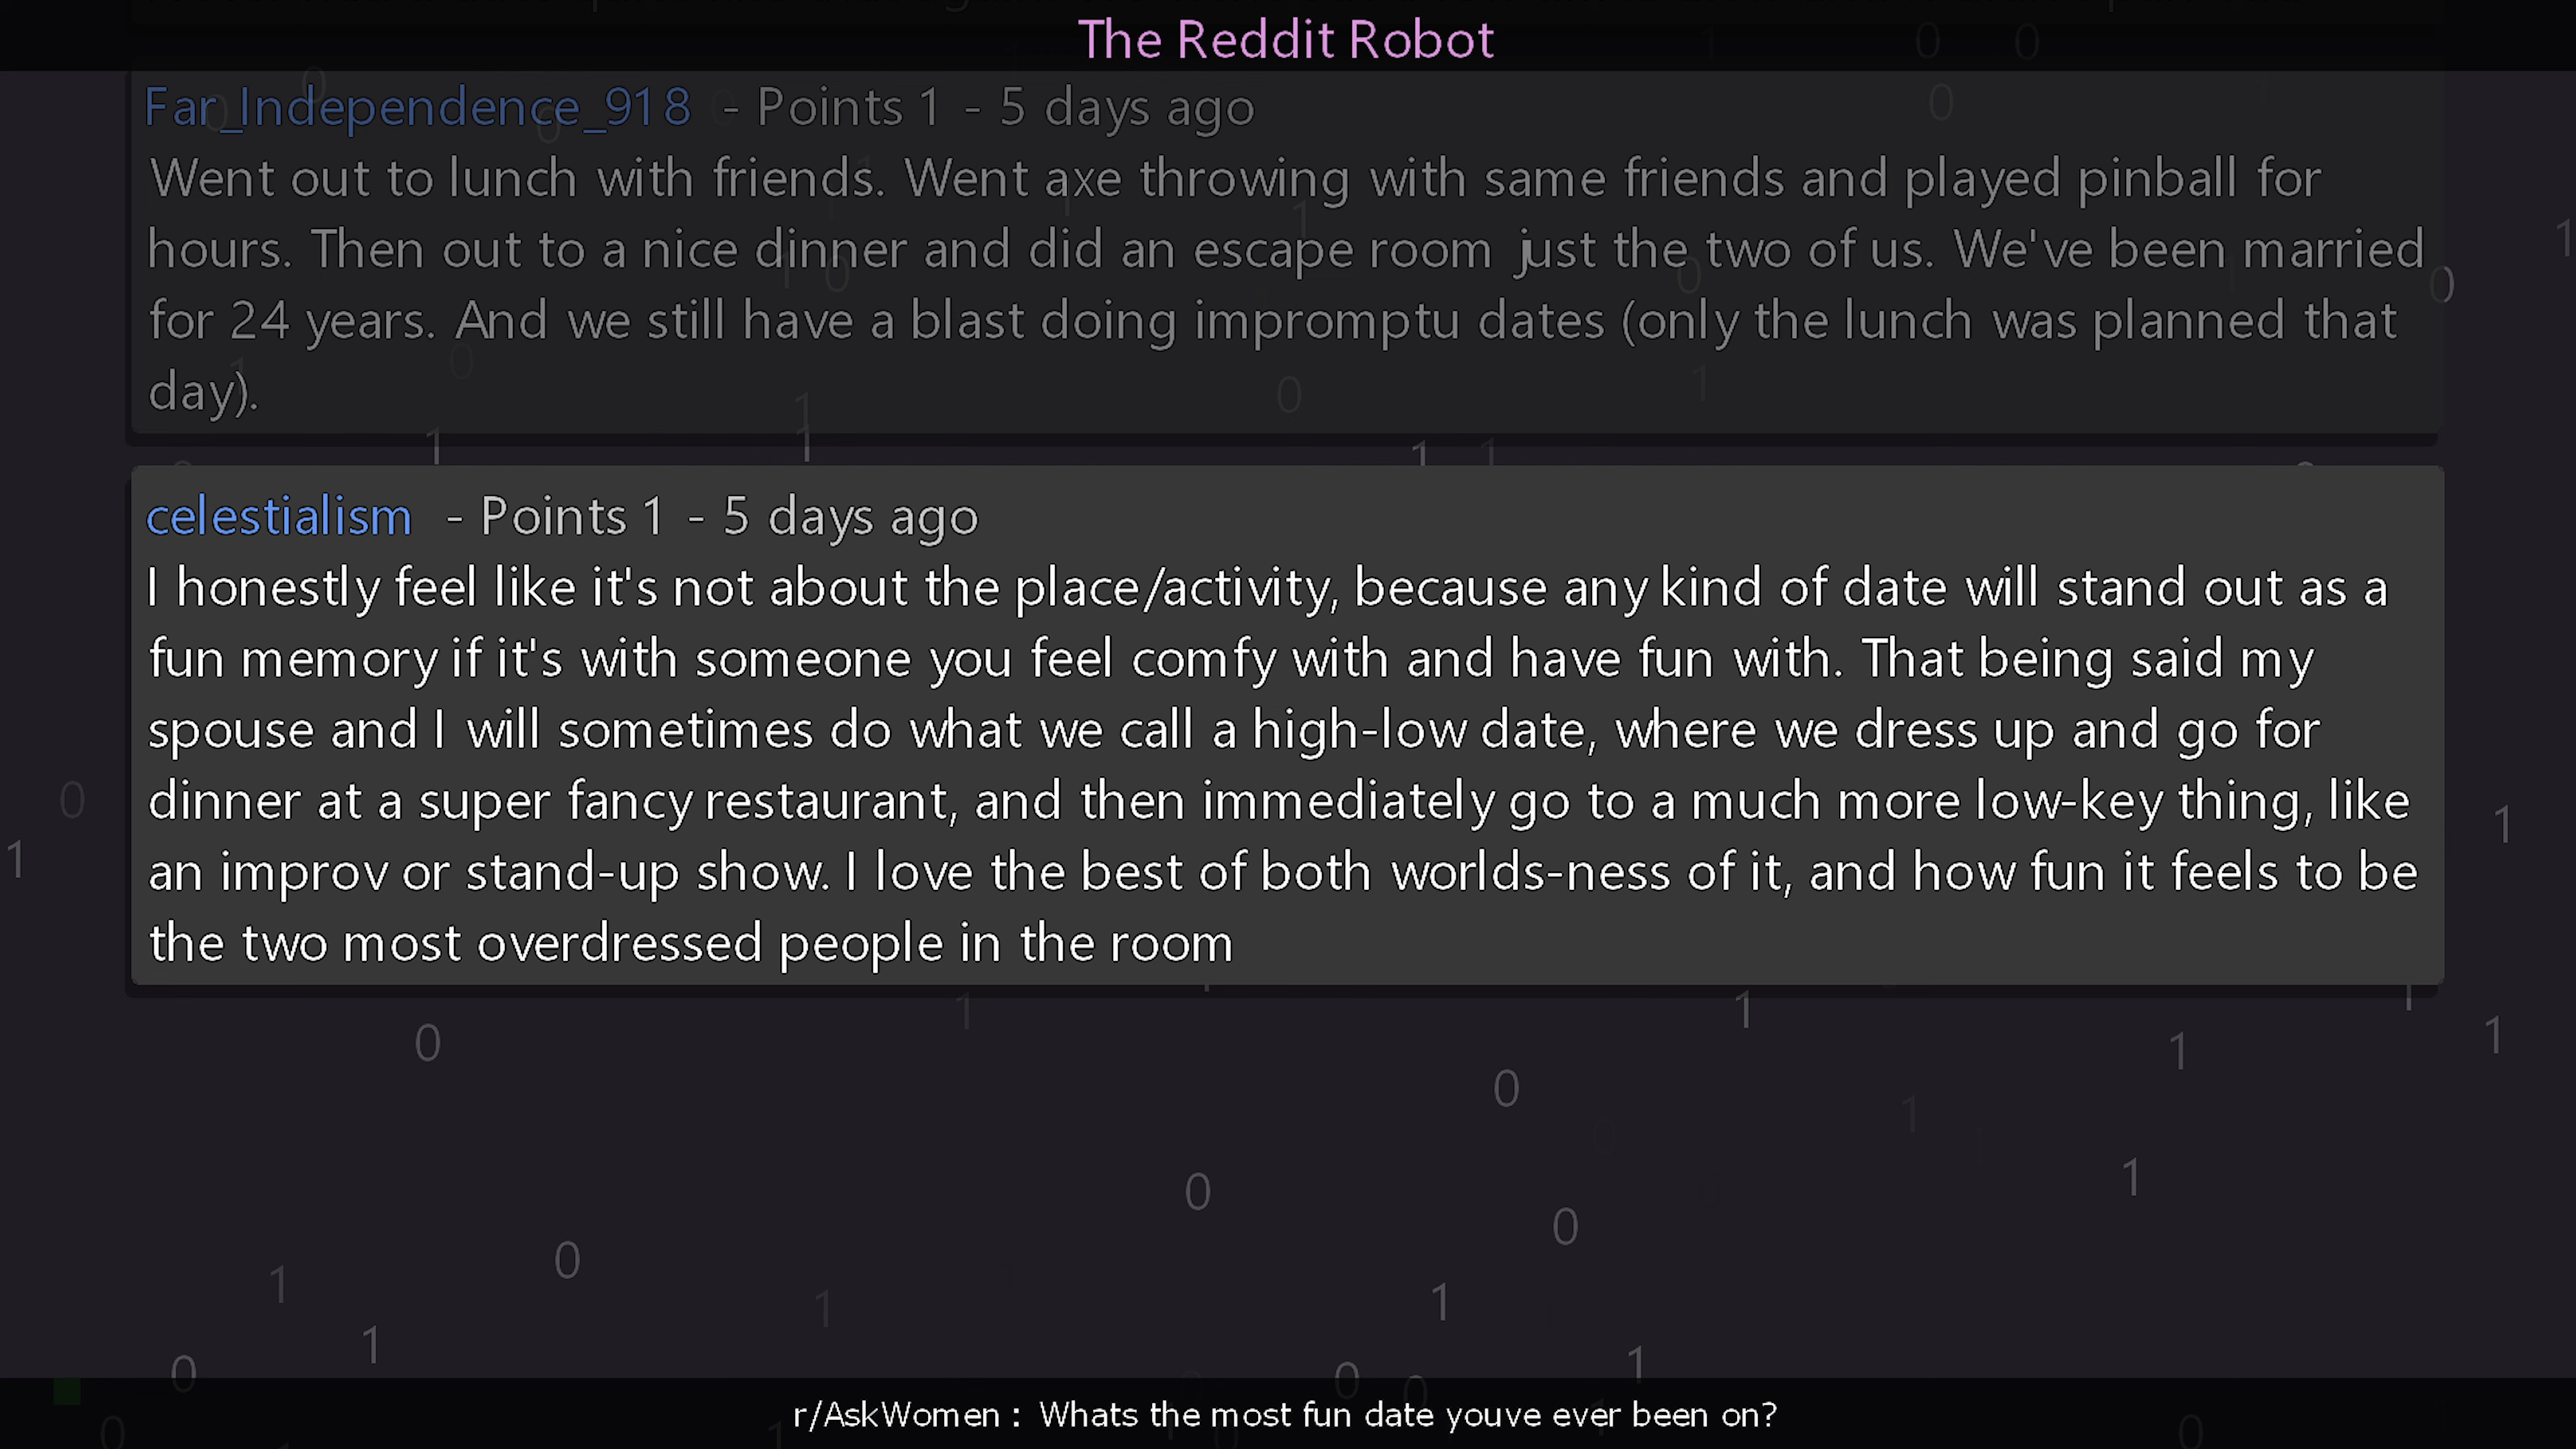 The Reddit Robot
Far_Independence_918 - Points 1 - 5 days ago
Went out to lunch with friends. Went axe throwing with same friends and played pinball for
hours. Then out to a nice dinner and did an escape room just the two of us. We've been married
for 24 years. And we still have a blast doing impromptu dates (only the lunch was planned that
day).
celestialism - Points 1 - 5 days ago
I honestly feel like it's not about the place/activity, because any kind of date will stand out as a
fun memory if it's with someone you feel comfy with and have fun with. That being said my
spouse and I will sometimes do what we call a high-low date, where we dress up and go for
dinner at a super fancy restaurant, and then immediately go to a much more low-key thing, like
an improv or stand-up show. I love the best of both worlds-ness of it, and how fun it feels to be
the two most overdressed people in the room
r/AskWomen : Whats the most fun date youve ever been on?